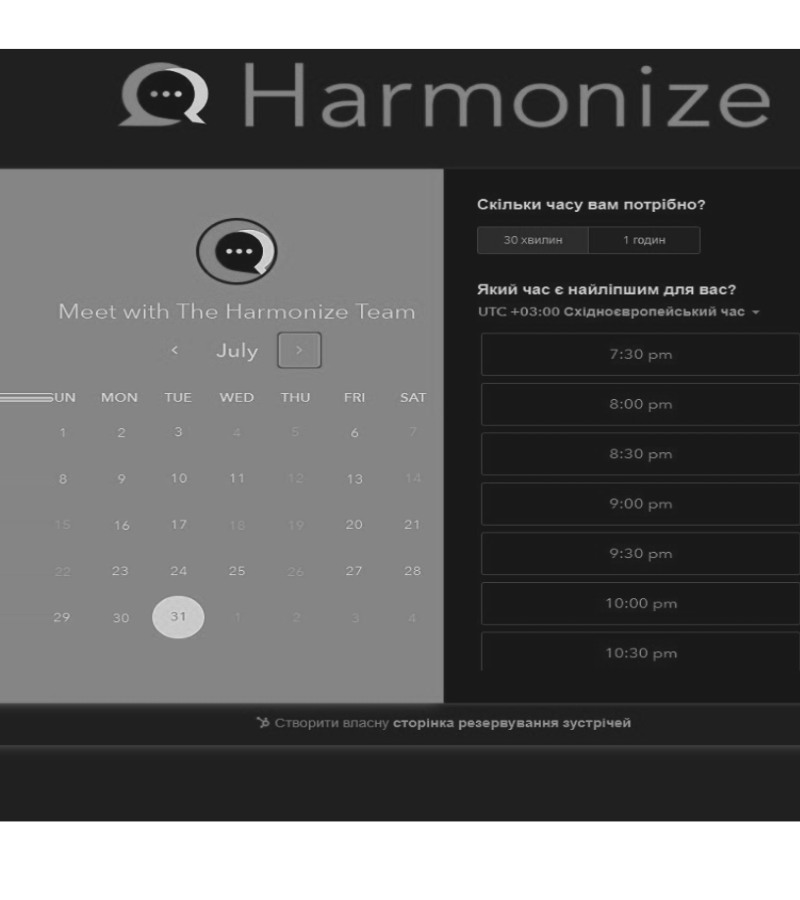 Harmonize
Meet with The Harmonize Team
< July >
SUN MON TUE WED THU FRI SAT
1 2 3 4 5 6 7
8 9 10 11 12 13 14
15 16 17 18 19 20 21
22 23 24 25 26 27 28
29 30 31 1 2 3 4
Скільки часу вам потрібно?
30 хвилин 1 годин
Який час є найліпшим для вас?
UTC +03:00 Східноєвропейський час
7:30 pm
8:00 pm
8:30 pm
9:00 pm
9:30 pm
10:00 pm
10:30 pm
Створити власну сторінка резервування зустрічей